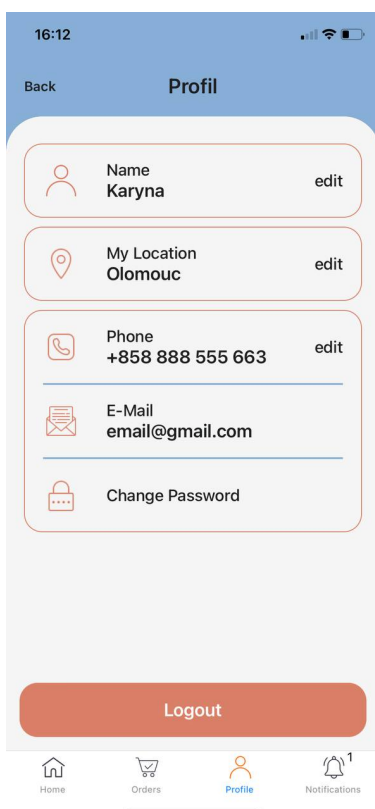 16:12
Back
Profil
Name
Karyna
edit
My Location
Olomouc
edit
Phone
+858 888 555 663
edit
E-Mail
email@gmail.com
Change Password
Logout
1
Home
Orders
Profile
Notifications